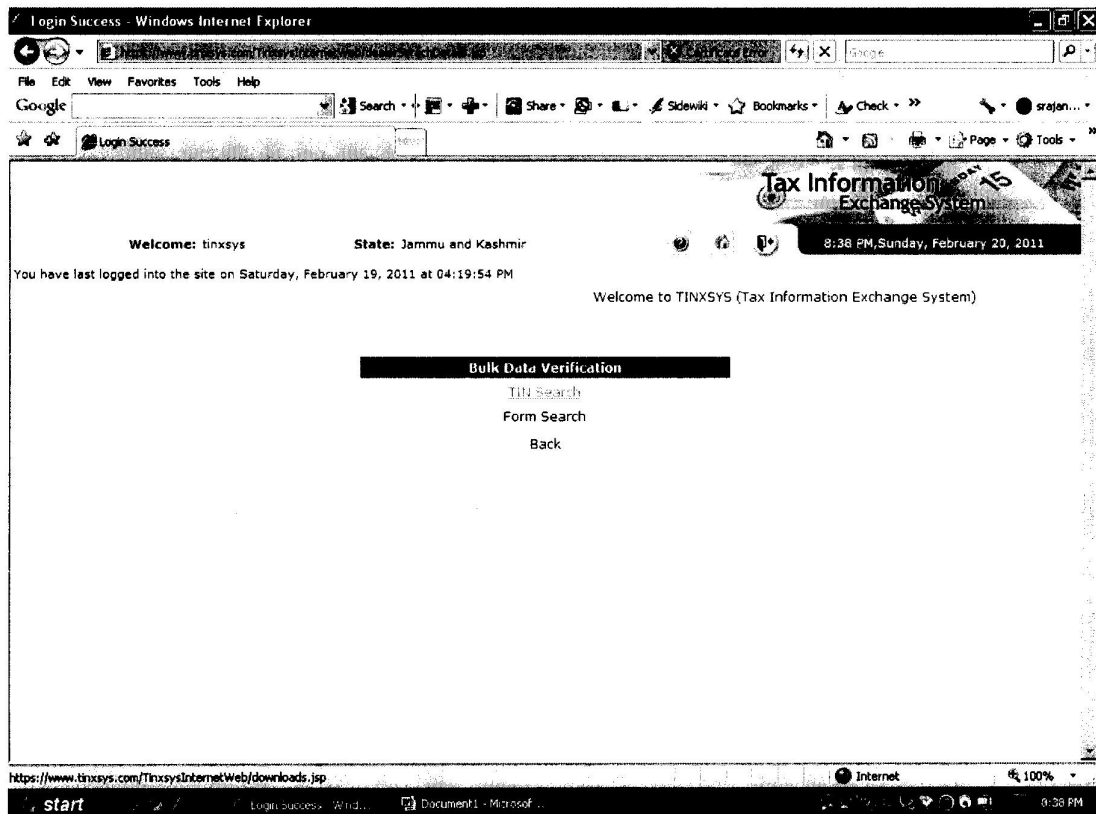 Login Success - Windows Internet Explorer
Certificate Error
Google
File Edit View Favorites Tools Help
Google Search Share Sidewiki Bookmarks Check » srajan...
Login Success Page Tools »
Tax Information
Exchange System
Welcome: tinxsys State: Jammu and Kashmir 8:38 PM,Sunday, February 20, 2011
You have last logged into the site on Saturday, February 19, 2011 at 04:19:54 PM
Welcome to TINXSYS (Tax Information Exchange System)
Bulk Data Verification
TIN Search
Form Search
Back
https://www.tinxsys.com/TinxsysInternetWeb/downloads.jsp Internet 100%
start Login Success - Wind... Document1 - Microsof... 8:38 PM